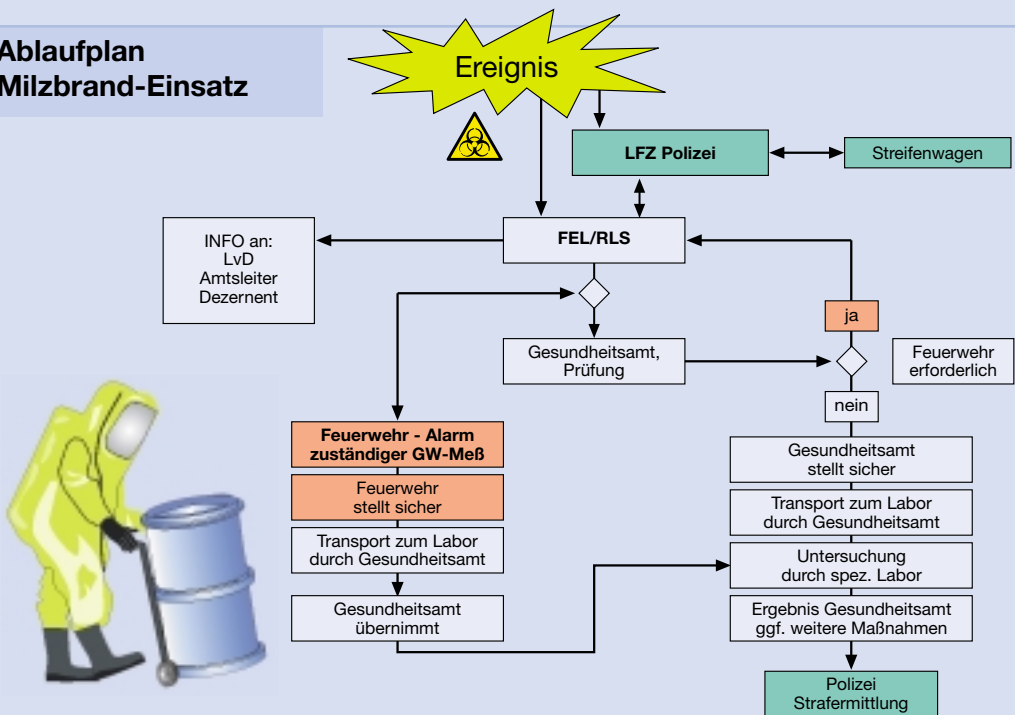 Ablaufplan
Milzbrand-Einsatz
Ereignis
LFZ Polizei
Streifenwagen
INFO an:
LvD
Amtsleiter
Dezernent
FEL/RLS
ja
Gesundheitsamt,
Prüfung
Feuerwehr
erforderlich
nein
Feuerwehr - Alarm
zuständiger GW-Meß
Feuerwehr
stellt sicher
Transport zum Labor
durch Gesundheitsamt
Gesundheitsamt
übernimmt
Gesundheitsamt
stellt sicher
Transport zum Labor
durch Gesundheitsamt
Untersuchung
durch spez. Labor
Ergebnis Gesundheitsamt
ggf. weitere Maßnahmen
Polizei
Strafermittlung